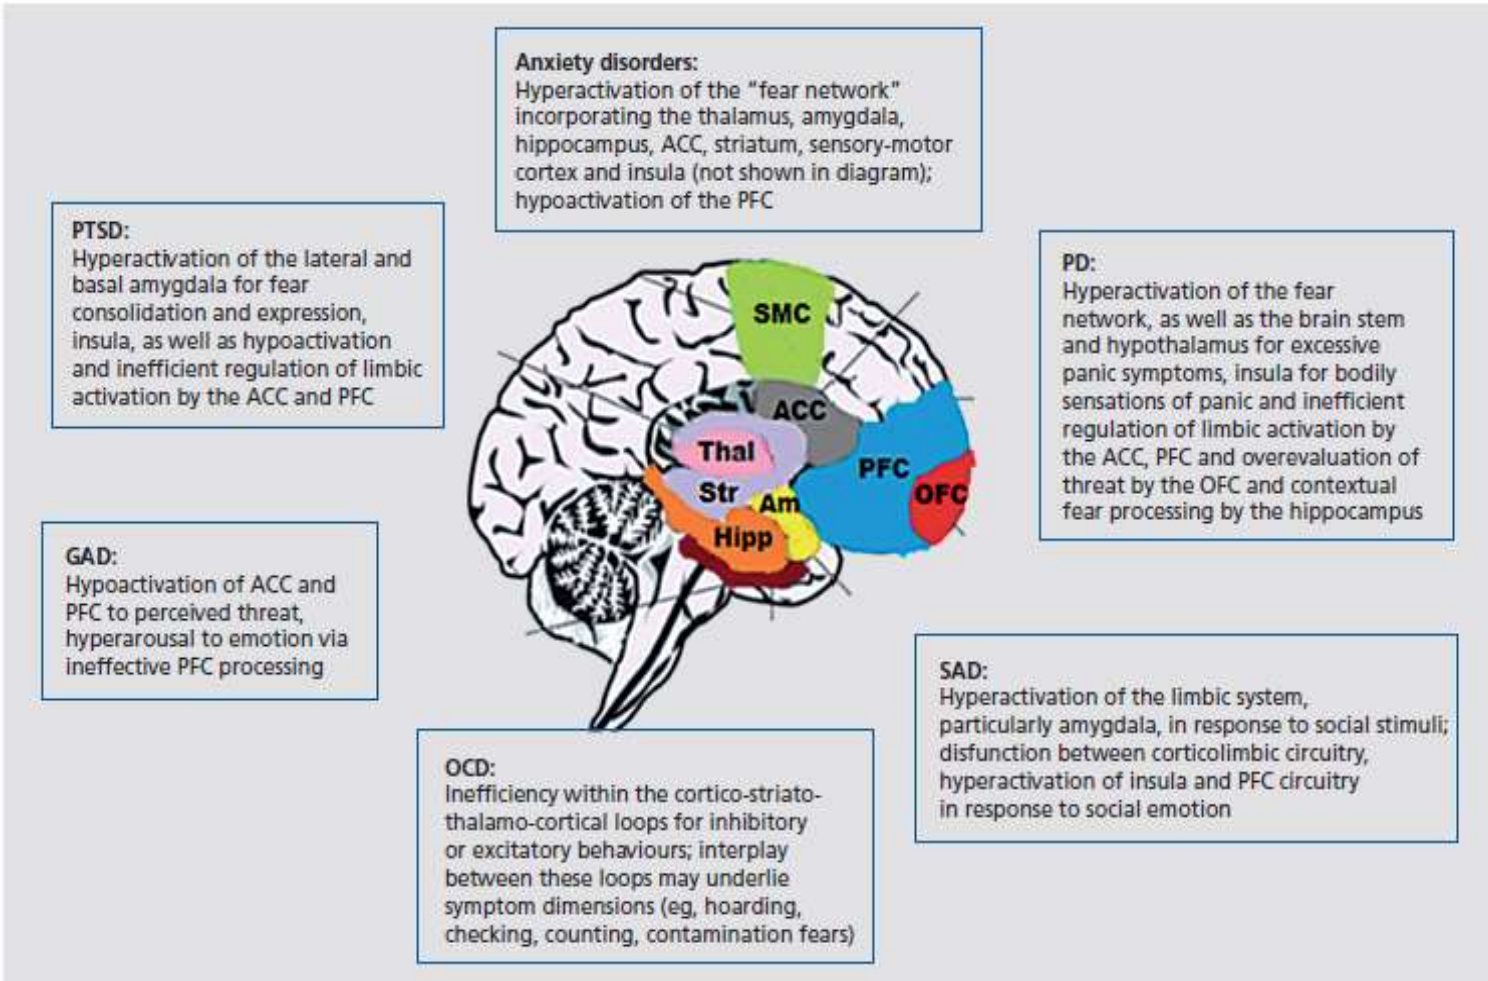 Anxiety disorders:
Hyperactivation of the “fear network”
incorporating the thalamus, amygdala,
hippocampus, ACC, striatum, sensory-motor
cortex and insula (not shown in diagram);
hypoactivation of the PFC
PTSD:
Hyperactivation of the lateral and
basal amygdala for fear
consolidation and expression,
insula, as well as hypoactivation
and inefficient regulation of limbic
activation by the ACC and PFC
PD:
Hyperactivation of the fear
network, as well as the brain stem
and hypothalamus for excessive
panic symptoms, insula for bodily
sensations of panic and inefficient
regulation of limbic activation by
the ACC, PFC and overevaluation of
threat by the OFC and contextual
fear processing by the hippocampus
SMC
ACC
Thal
PFC
Str
Am
OFC
Hipp
GAD:
Hypoactivation of ACC and
PFC to perceived threat,
hyperarousal to emotion via
ineffective PFC processing
SAD:
Hyperactivation of the limbic system,
particularly amygdala, in response to social stimuli;
disfunction between corticolimbic circuitry,
hyperactivation of insula and PFC circuitry
in response to social emotion
OCD:
Inefficiency within the cortico-striato-
thalamo-cortical loops for inhibitory
or excitatory behaviours; interplay
between these loops may underlie
symptom dimensions (eg, hoarding,
checking, counting, contamination fears)